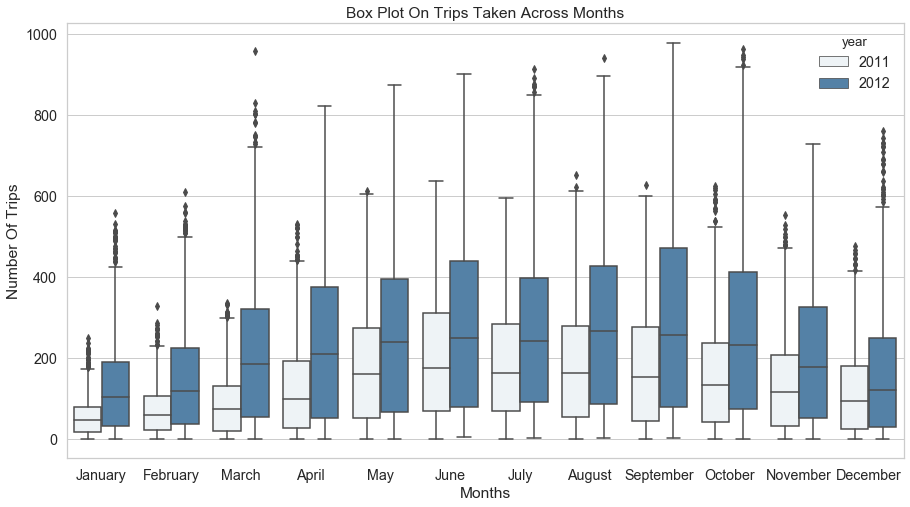 Box Plot On Trips Taken Across Months
year
2011
2012
Number Of Trips
1000
800
600
400
200
0
January February March April May June July August September October November December
Months